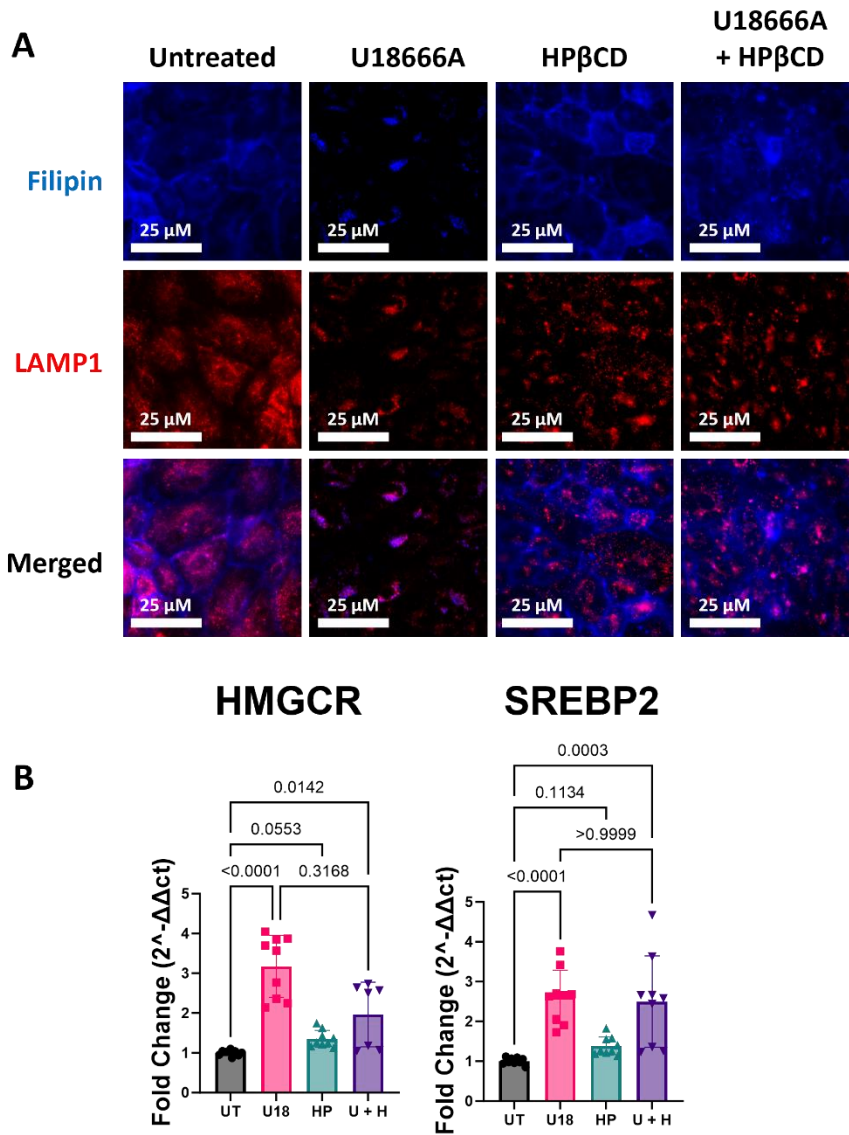 A
Untreated
U18666A
HPβCD
U18666A
+ HPβCD
Filipin
25 μM
25 μM
25 μM
25 μM
LAMP1
25 μM
25 μM
25 μM
25 μM
Merged
25 μM
25 μM
25 μM
25 μM
B
HMGCR
0.0142
0.0553
<0.0001
0.3168
Fold Change (2^-ΔΔct)
5
4
3
2
1
0
UT
U18
HP
U + H
SREBP2
0.0003
0.1134
>0.9999
<0.0001
Fold Change (2^-ΔΔct)
5
4
3
2
1
0
UT
U18
HP
U + H